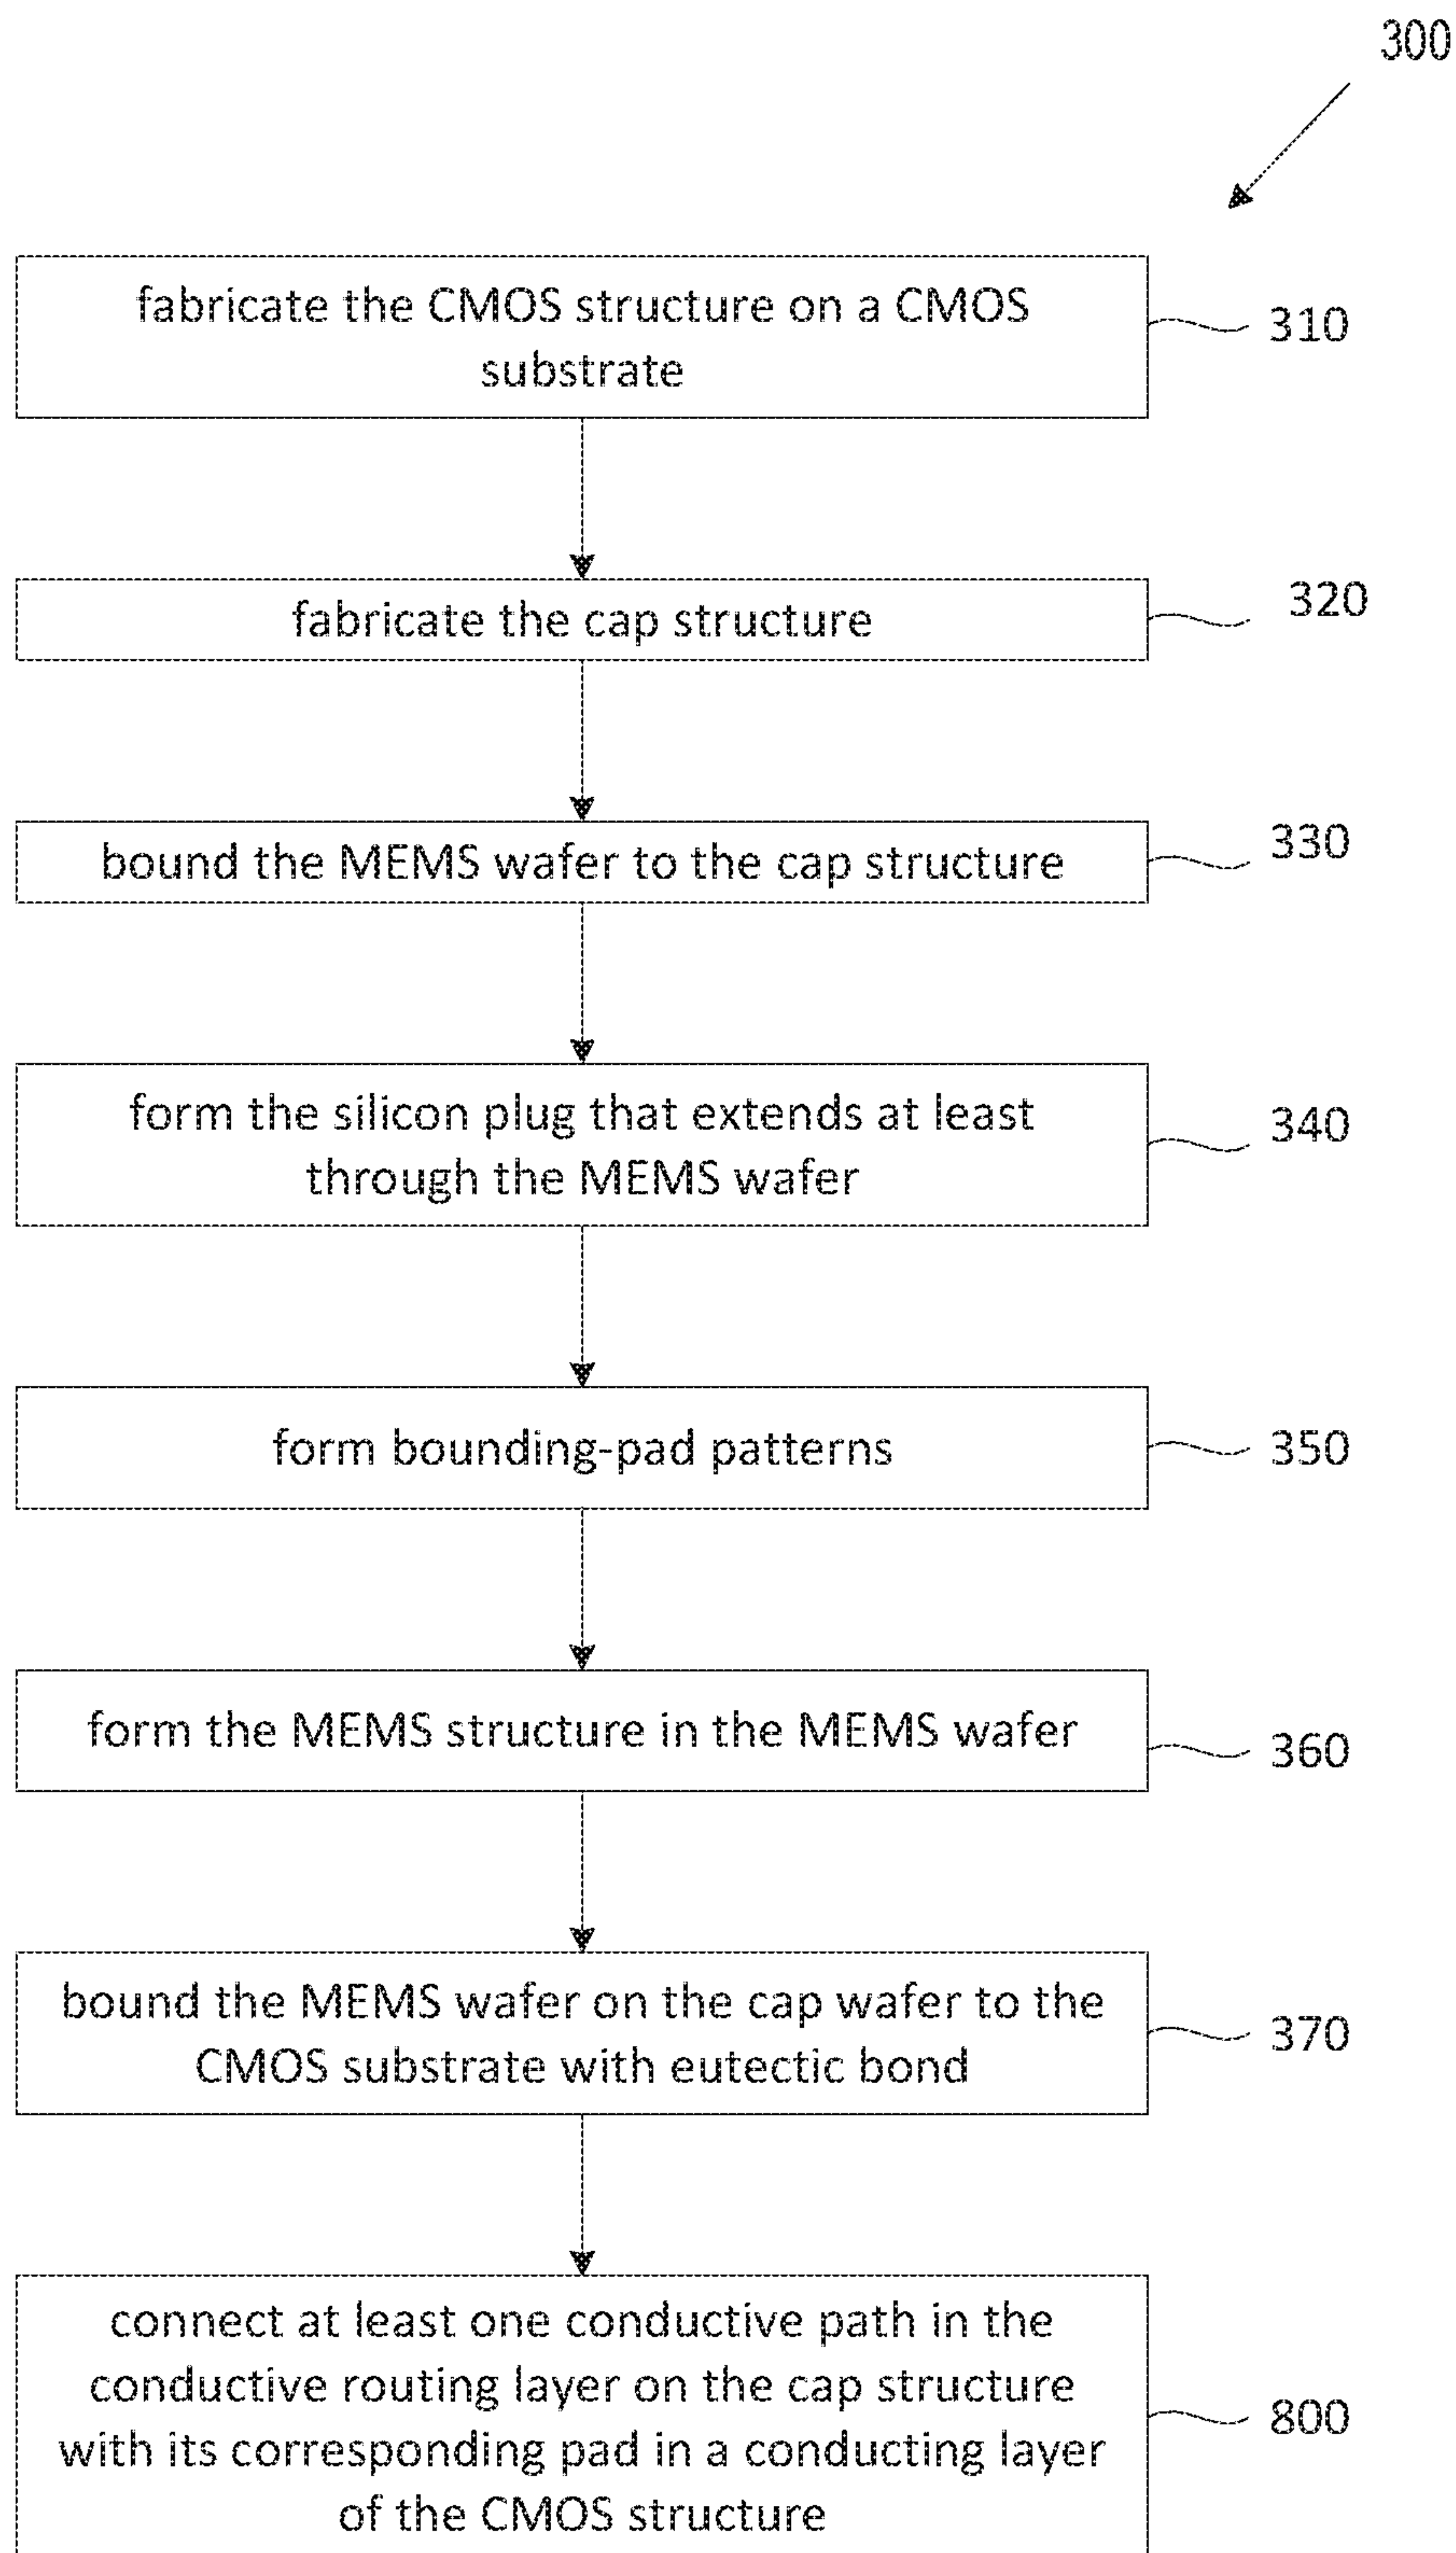 300
fabricate the CMOS structure on a CMOS
substrate
310
fabricate the cap structure
320
bound the MEMS wafer to the cap structure
330
form the silicon plug that extends at least
through the MEMS wafer
340
form bounding-pad patterns
350
form the MEMS structure in the MEMS wafer
360
bound the MEMS wafer on the cap wafer to the
CMOS substrate with eutectic bond
370
connect at least one conductive path in the
conductive routing layer on the cap structure
with its corresponding pad in a conducting layer
of the CMOS structure
800